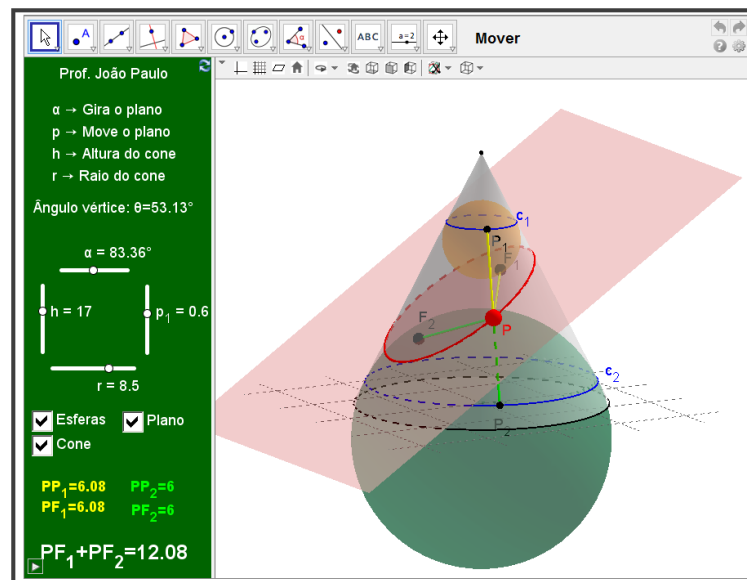 A
ABC
a=2
Mover
Prof. João Paulo
α → Gira o plano
p → Move o plano
h → Altura do cone
r → Raio do cone
Ângulo vértice: θ=53.13°
α = 83.36°
h = 17
p1 = 0.6
r = 8.5
Esferas
Plano
Cone
PP1=6.08
PP2=6
PF1=6.08
PF2=6
PF1+PF2=12.08
c1
P1
F1
F2
P
c2
P2